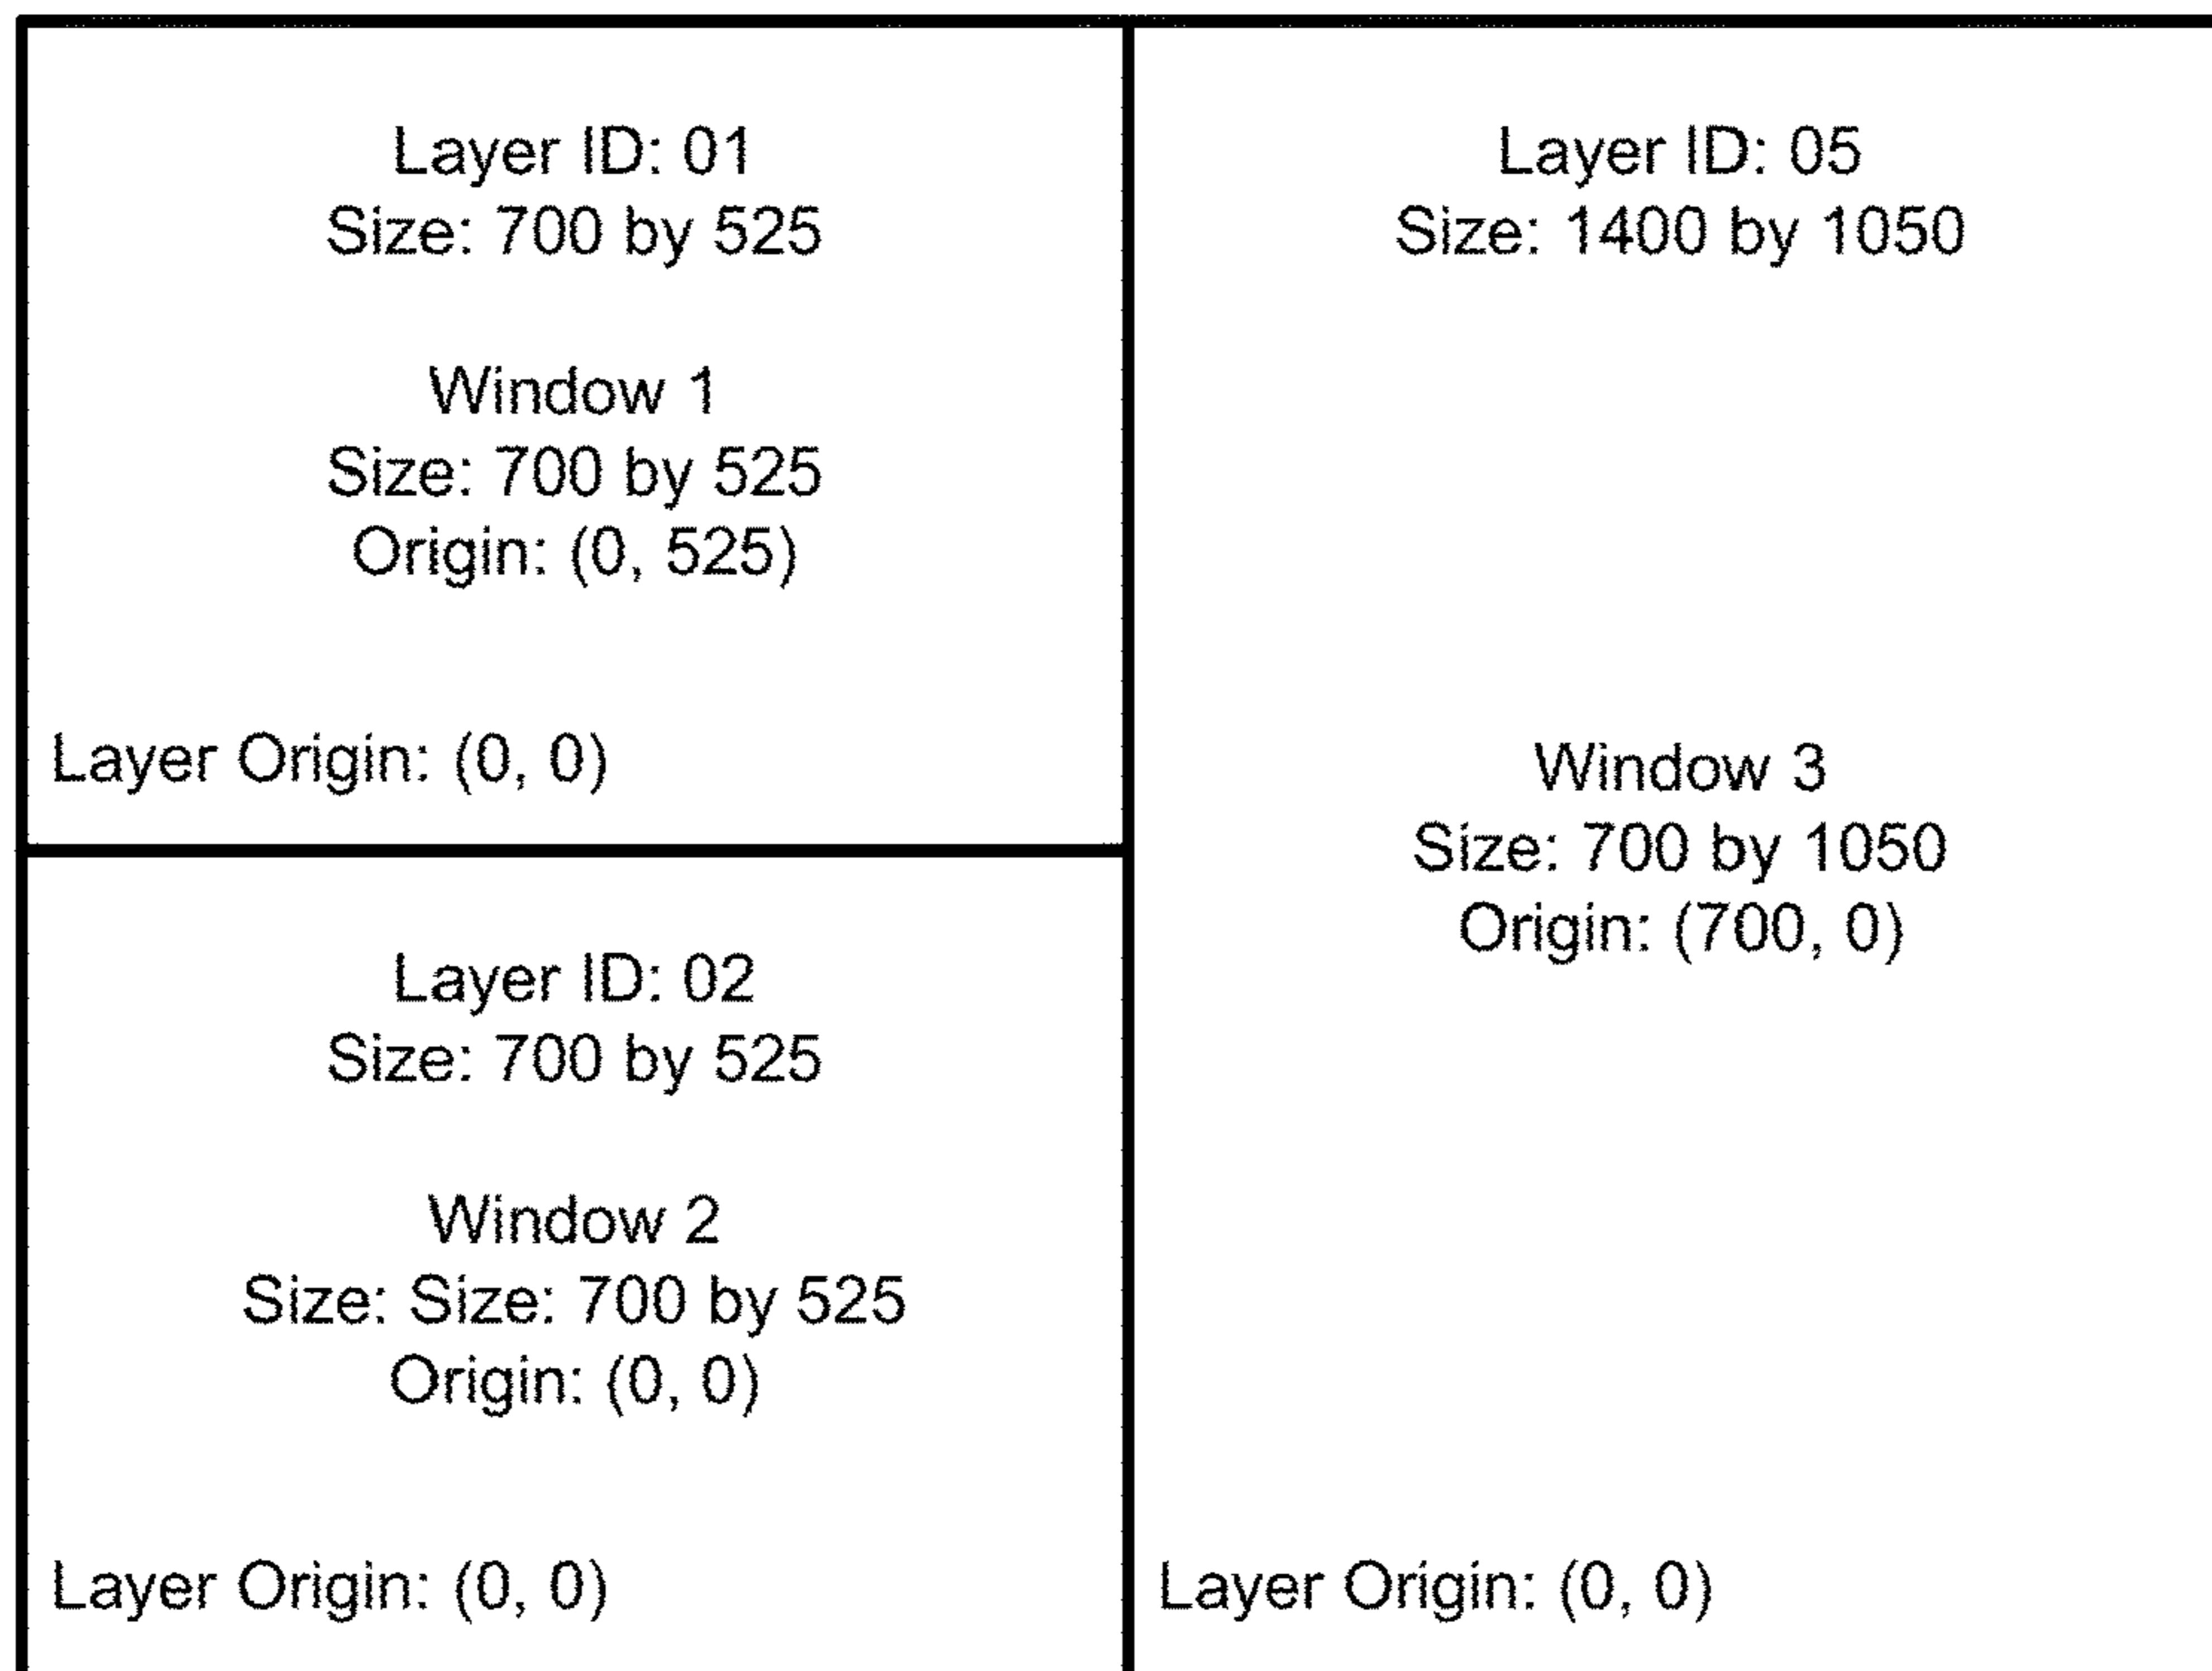 Layer ID: 01
Size: 700 by 525
Window 1
Size: 700 by 525
Origin: (0, 525)
Layer Origin: (0, 0)
Layer ID: 02
Size: 700 by 525
Window 2
Size: Size: 700 by 525
Origin: (0, 0)
Layer Origin: (0, 0)
Layer ID: 05
Size: 1400 by 1050
Window 3
Size: 700 by 1050
Origin: (700, 0)
Layer Origin: (0, 0)